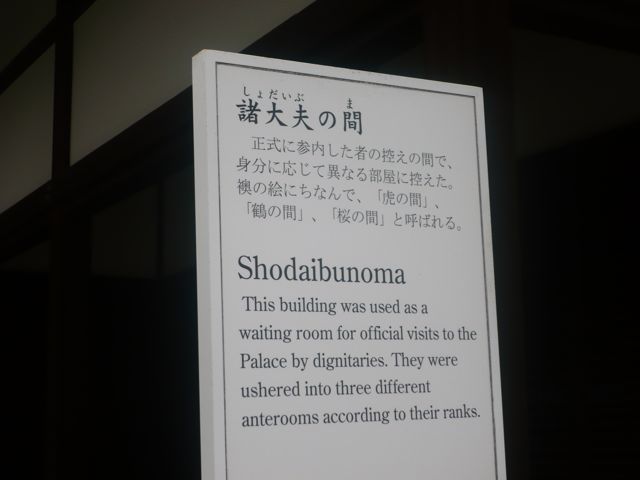 しょだいぶ　ま
諸大夫の間
正式に参内した者の控えの間で、
身分に応じて異なる部屋に控えた。
襖の絵にちなんで、「虎の間」、
「鶴の間」、「桜の間」と呼ばれる。
Shodaibunoma
This building was used as a
waiting room for official visits to the
Palace by dignitaries. They were
ushered into three different
anterooms according to their ranks.